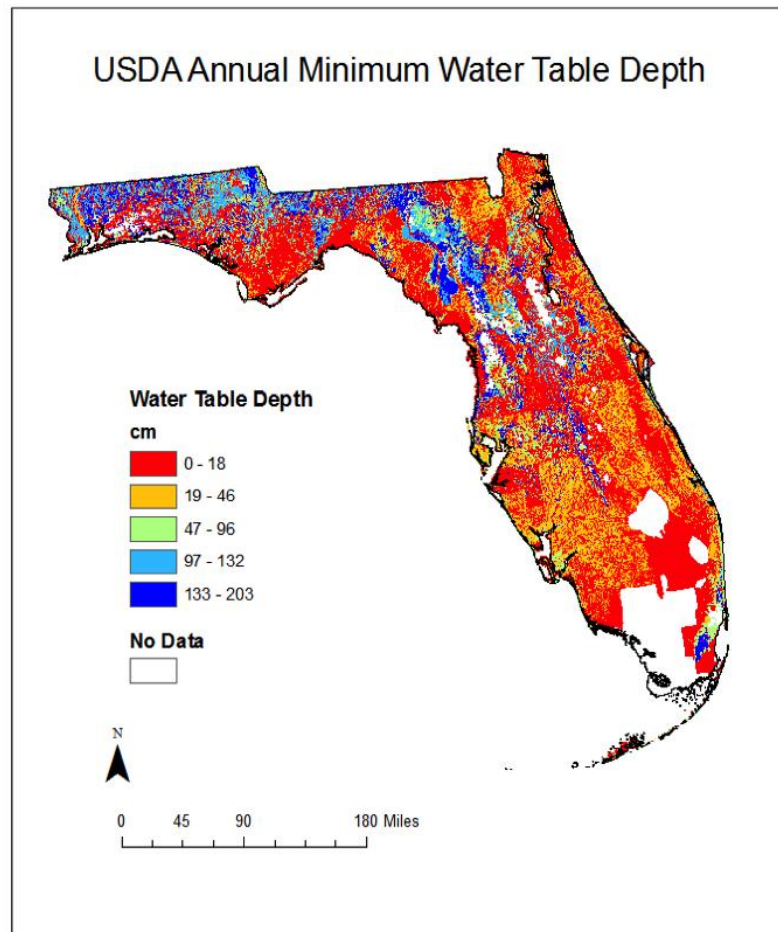 USDA Annual Minimum Water Table Depth
Water Table Depth
cm
0 - 18
19 - 46
47 - 96
97 - 132
133 - 203
No Data
N
0 45 90 180 Miles